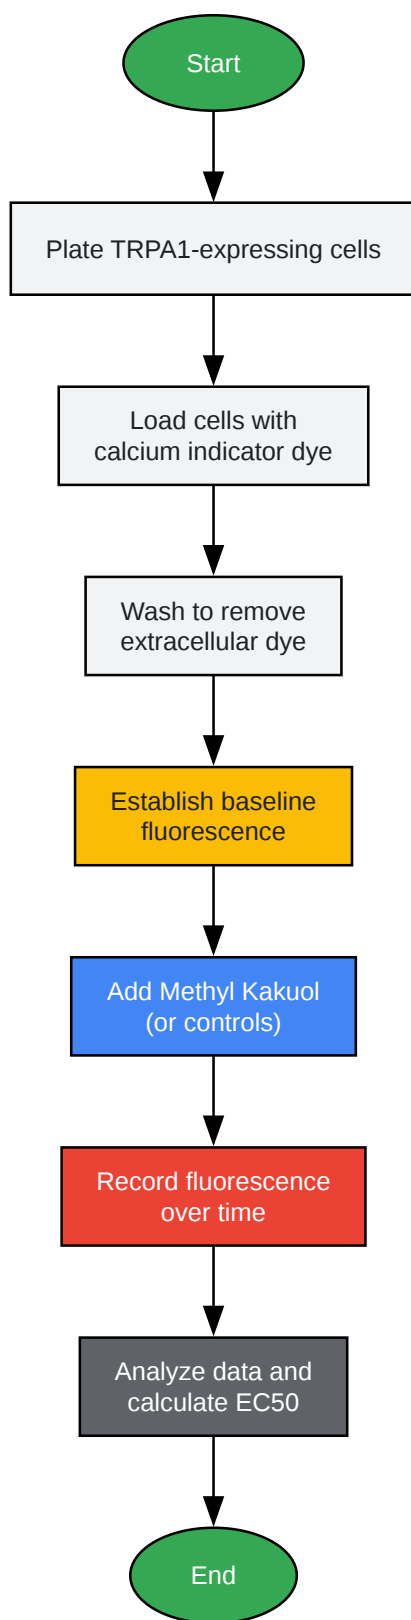 Start
Plate TRPA1-expressing cells
Load cells with
calcium indicator dye
Wash to remove
extracellular dye
Establish baseline
fluorescence
Add Methyl Kakuol
(or controls)
Record fluorescence
over time
Analyze data and
calculate EC50
End